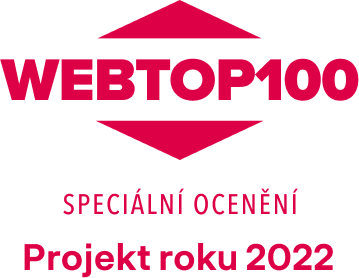 WEBTOP100
SPECIÁLNÍ OCENĚNÍ
Projekt roku 2022